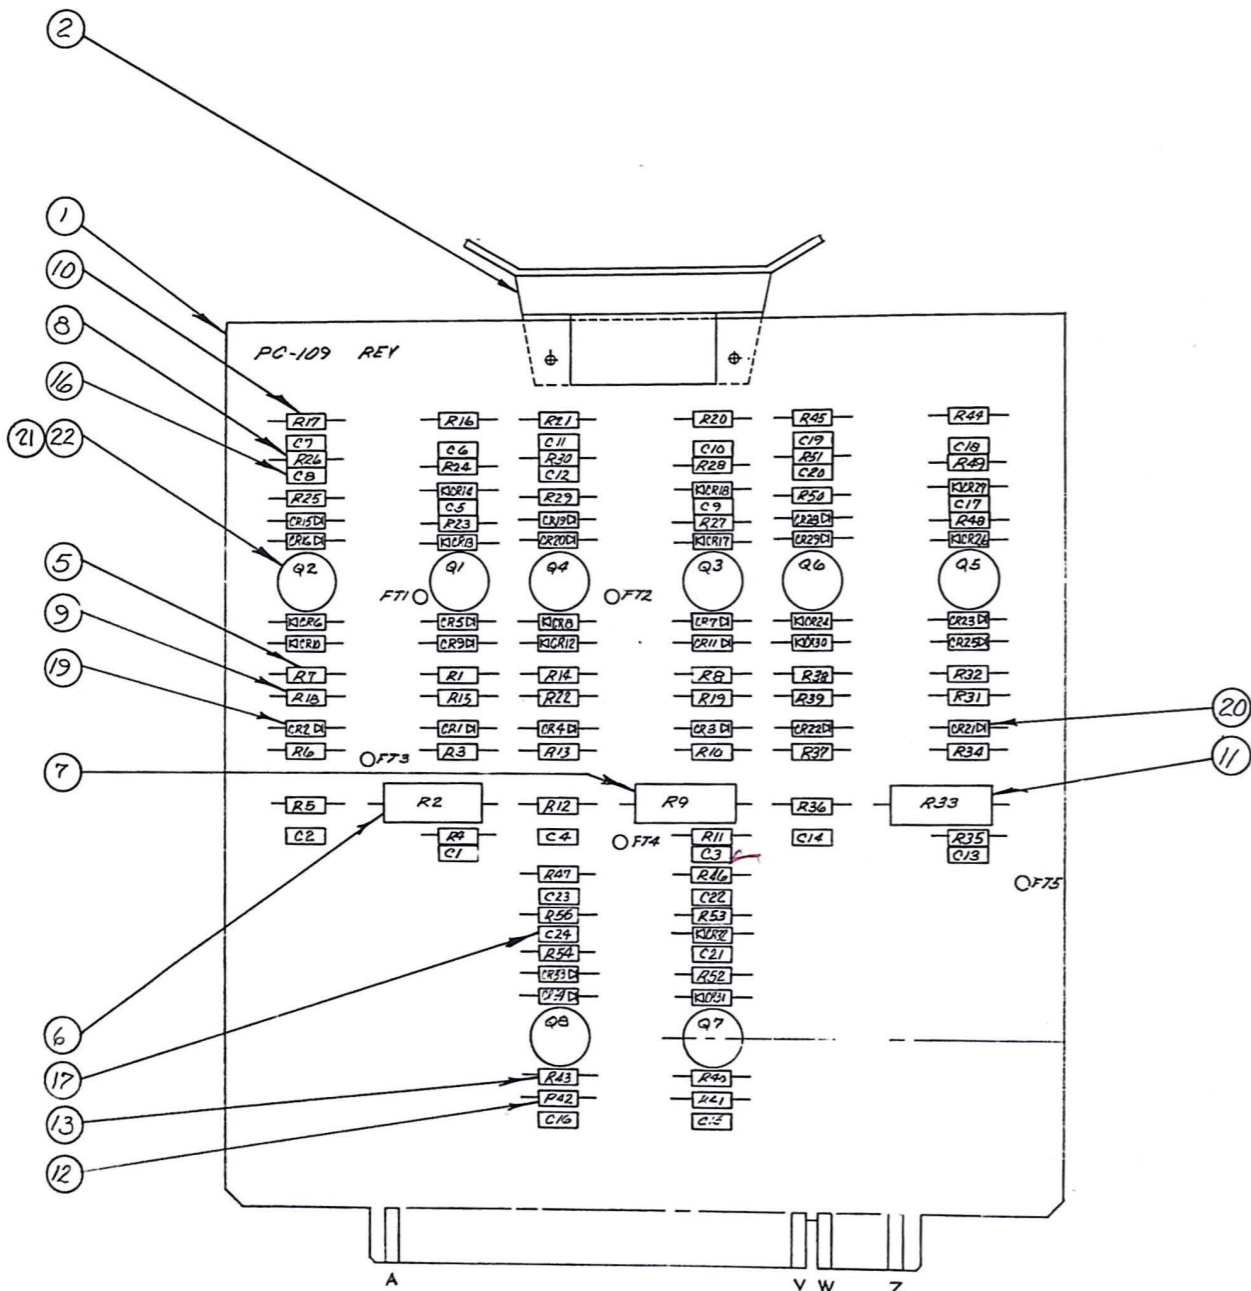 2
1
10
8
16
21 22
5
9
19
7
6
17
13
12
20
11
PC-109 REV
R17 R16 R21 R20 R45 R44
C7 C6 C11 C10 C19 C18
R26 R24 R30 R28 R51 R49
C8 C12 C20
CR14 CR18 CR27
R25 C5 R29 C9 R50 C17
CR15 R23 CR19 R27 CR28 R48
CR16 CR13 CR20 CR17 CR29 CR26
Q2 Q1 Q4 Q3 Q6 Q5
FT1 FT2
CR6 CR5 CR8 CR7 CR24 CR23
CR10 CR9 CR12 CR11 CR30 CR25
R7 R1 R14 R8 R38 R32
R18 R15 R22 R19 R39 R31
CR2 CR1 CR4 CR3 CR22 CR21
R6 R3 R13 R10 R37 R34
FT3
R5 R2 R12 R9 R36 R33
C2 R4 C4 FT4 R11 C14 R35
C1 C3 C13
R47 R46 FT5
C23 C22
R56 R53
C24 CR32
R54 C21
CR33 R52
CR31
Q8 Q7
R43 R40
R42 R41
C16 C15
A V W Z